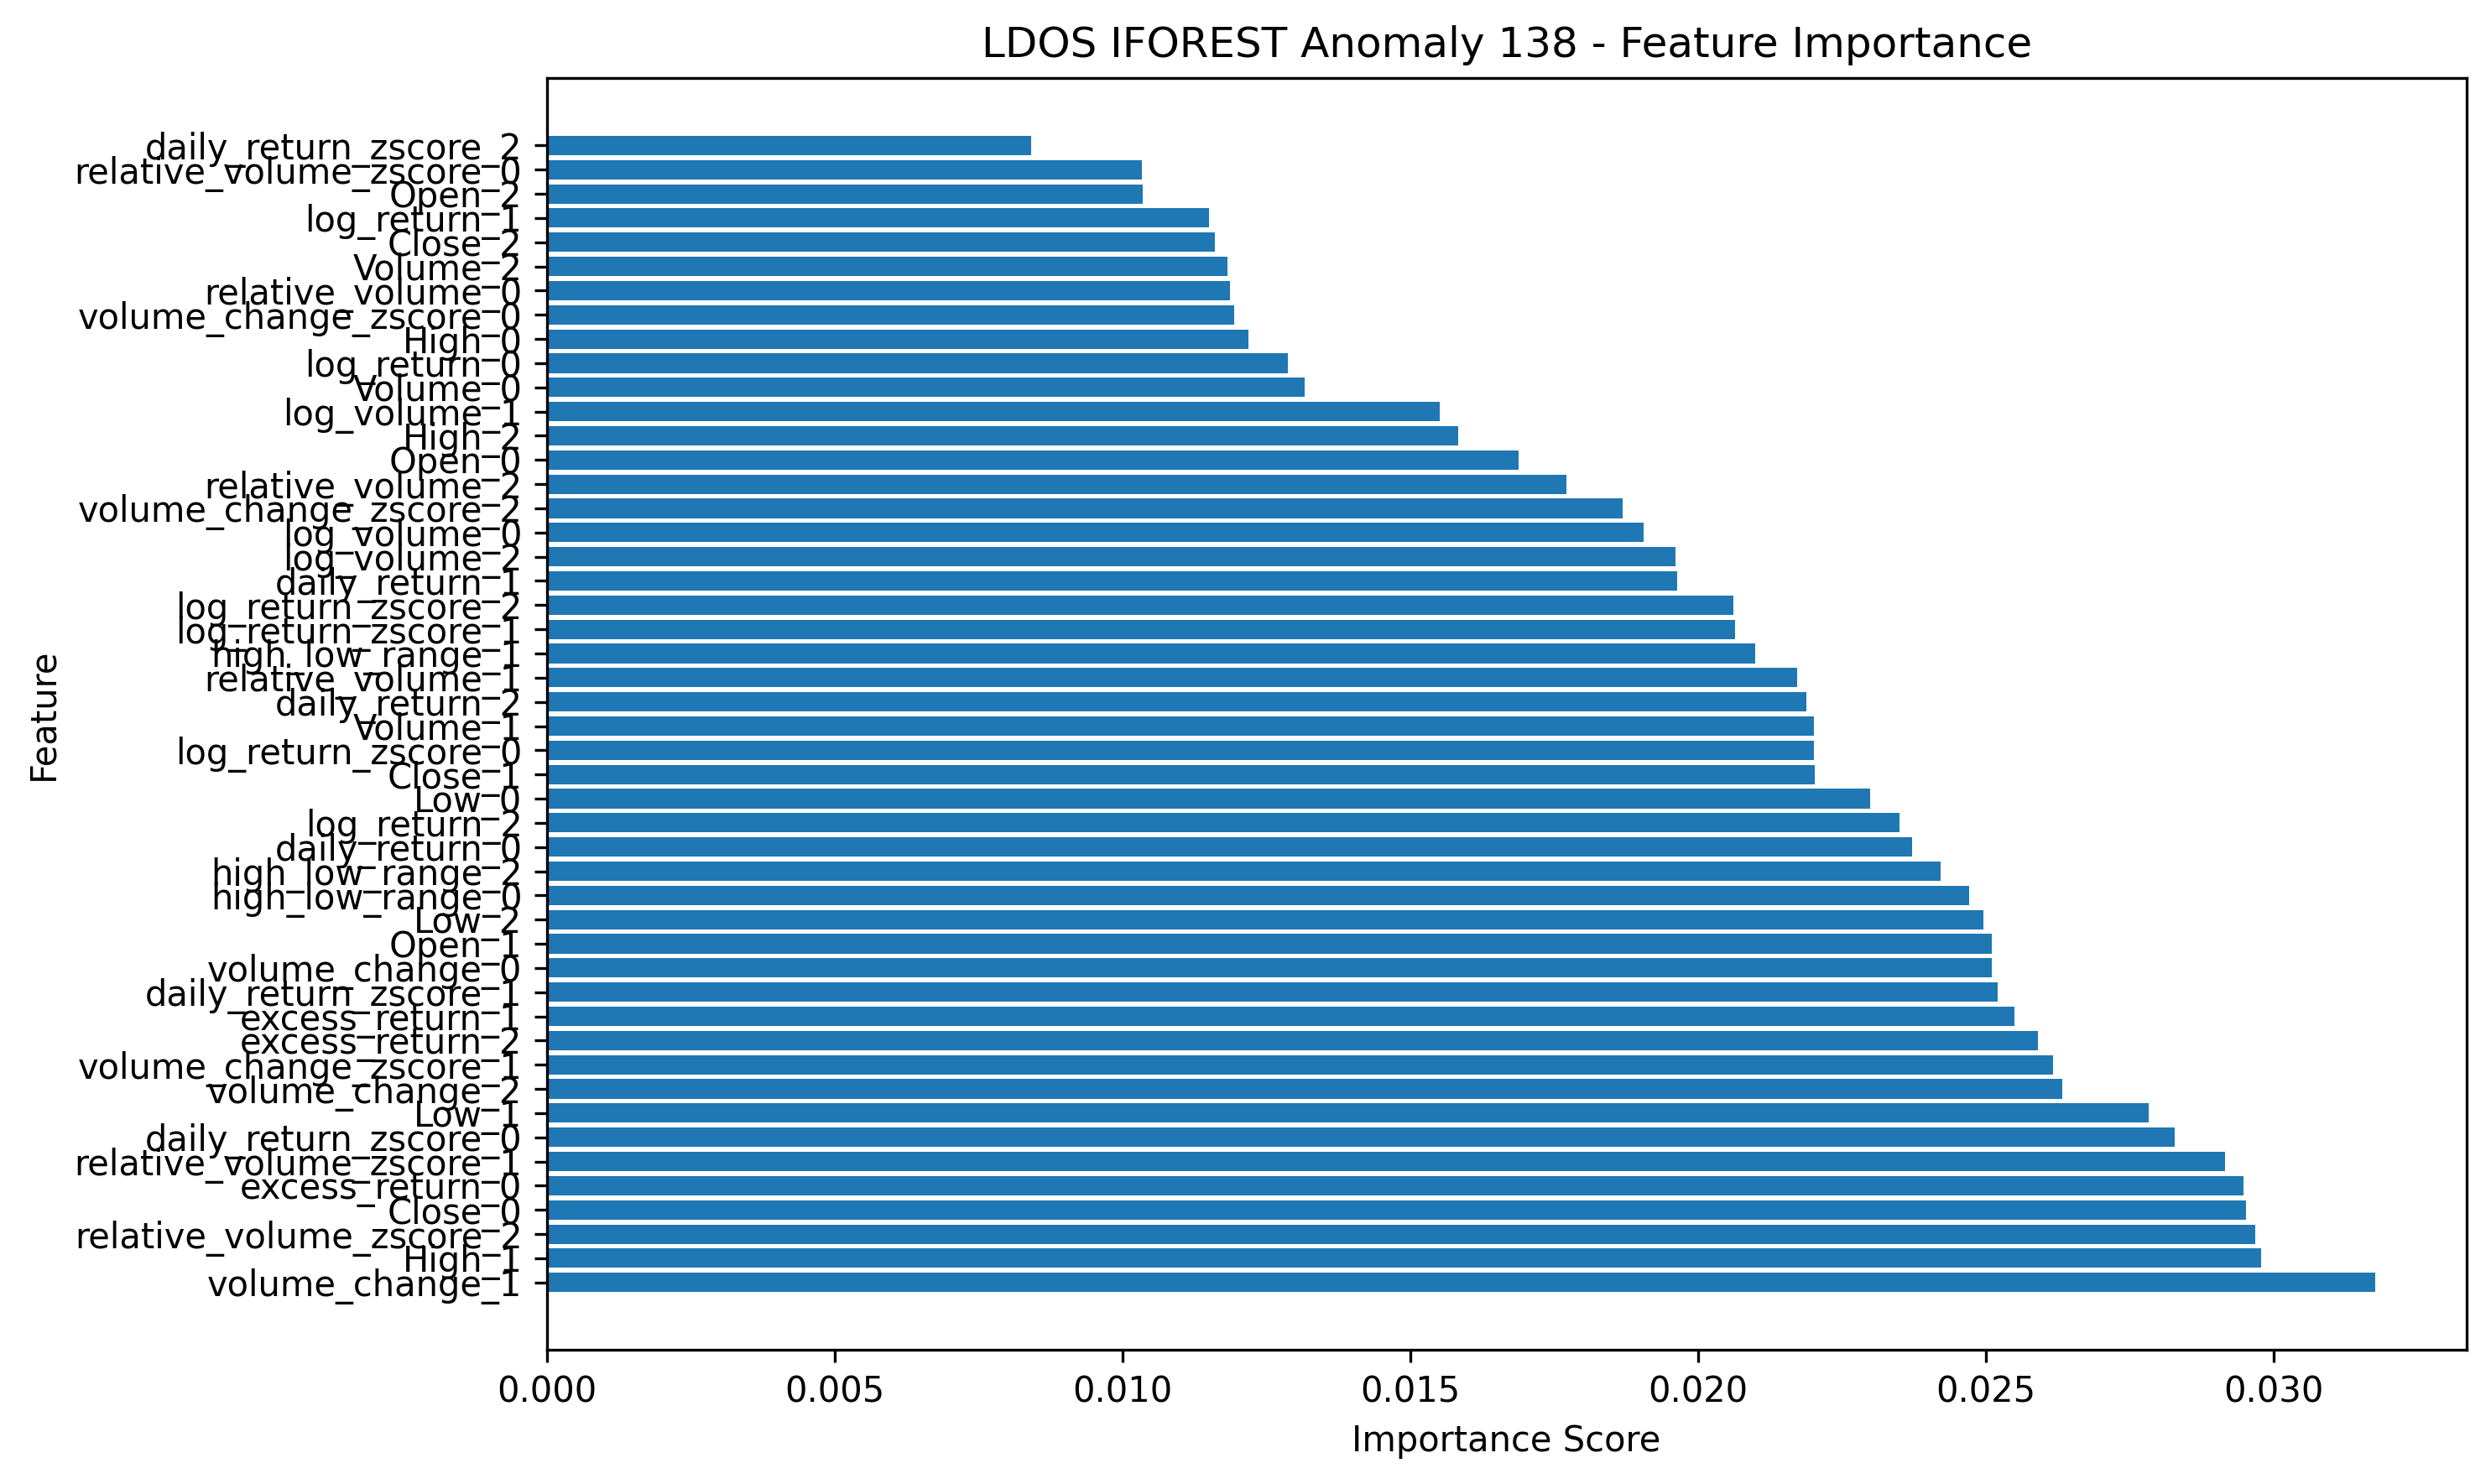 LDOS IFOREST Anomaly 138 - Feature Importance
daily_return_zscore_2
relative_volume_zscore_0
Open_2
log_return_1
Close_2
Volume_2
relative_volume_0
volume_change_zscore_0
High_0
log_return_0
Volume_0
log_volume_1
High_2
Open_0
relative_volume_2
volume_change_zscore_2
log_volume_0
log_volume_2
daily_return_1
log_return_zscore_2
log_return_zscore_1
high_low_range_1
relative_volume_1
daily_return_2
Volume_1
log_return_zscore_0
Close_1
Low_0
log_return_2
daily_return_0
high_low_range_2
high_low_range_0
Low_2
Open_1
volume_change_0
daily_return_zscore_1
excess_return_1
excess_return_2
volume_change_zscore_1
volume_change_2
Low_1
daily_return_zscore_0
relative_volume_zscore_1
excess_return_0
Close_0
relative_volume_zscore_2
High_1
volume_change_1
Feature
0.000 0.005 0.010 0.015 0.020 0.025 0.030
Importance Score